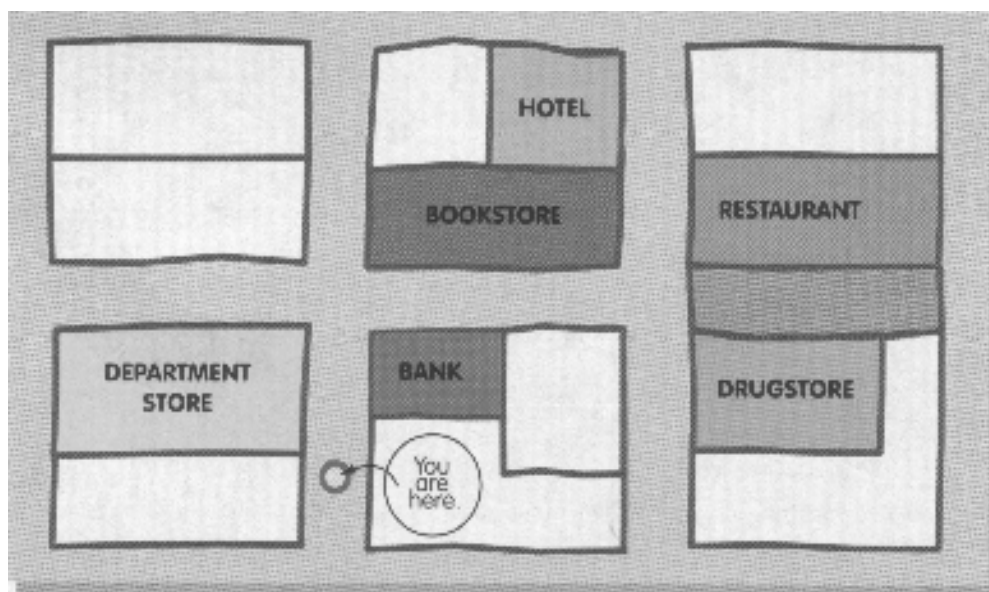 HOTEL
BOOKSTORE
RESTAURANT
DEPARTMENT
STORE
BANK
DRUGSTORE
You
are
here.